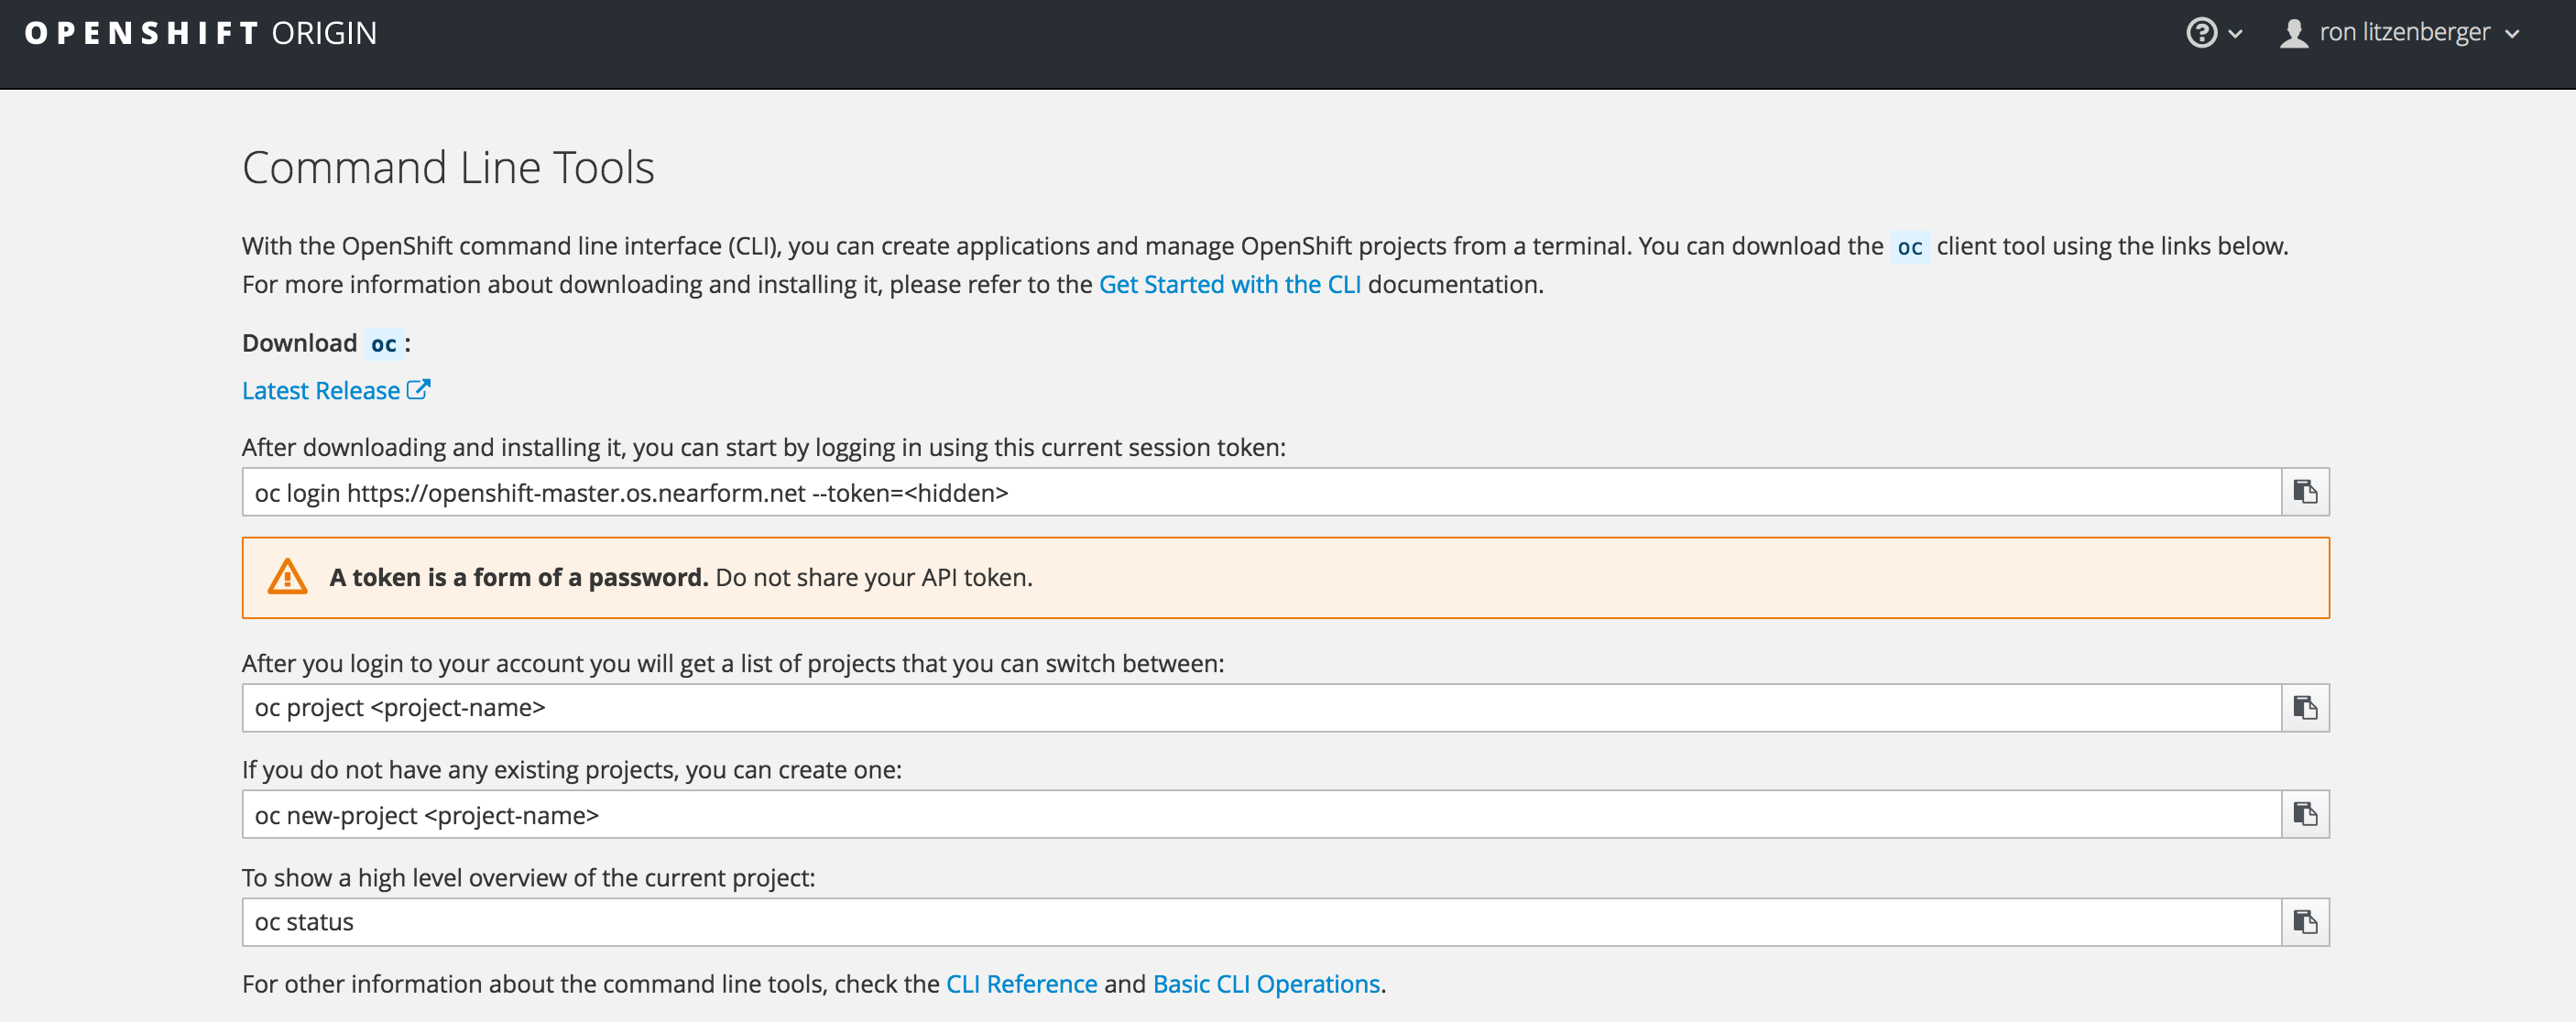 OPENSHIFT ORIGIN
ron litzenberger
Command Line Tools
With the OpenShift command line interface (CLI), you can create applications and manage OpenShift projects from a terminal. You can download the oc client tool using the links below.
For more information about downloading and installing it, please refer to the Get Started with the CLI documentation.
Download oc :
Latest Release
After downloading and installing it, you can start by logging in using this current session token:
oc login https://openshift-master.os.nearform.net --token=<hidden>
A token is a form of a password. Do not share your API token.
After you login to your account you will get a list of projects that you can switch between:
oc project <project-name>
If you do not have any existing projects, you can create one:
oc new-project <project-name>
To show a high level overview of the current project:
oc status
For other information about the command line tools, check the CLI Reference and Basic CLI Operations.